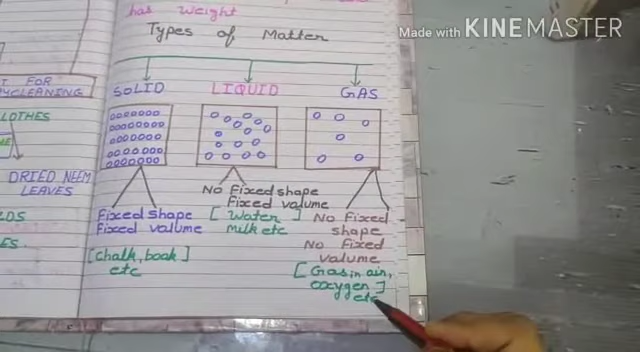 Made with KINEMASTER
has Weight
Types of Matter
SOLID
LIQUID
GAS
Fixed shape
Fixed volume
[Chalk, book]
etc
No Fixed shape
Fixed volume
[Water]
Milk etc
No Fixed
shape
No Fixed
volume
[Gas, in air,
oxygen]
etc
FOR
LOTHES
DRIED NEEM
LEAVES